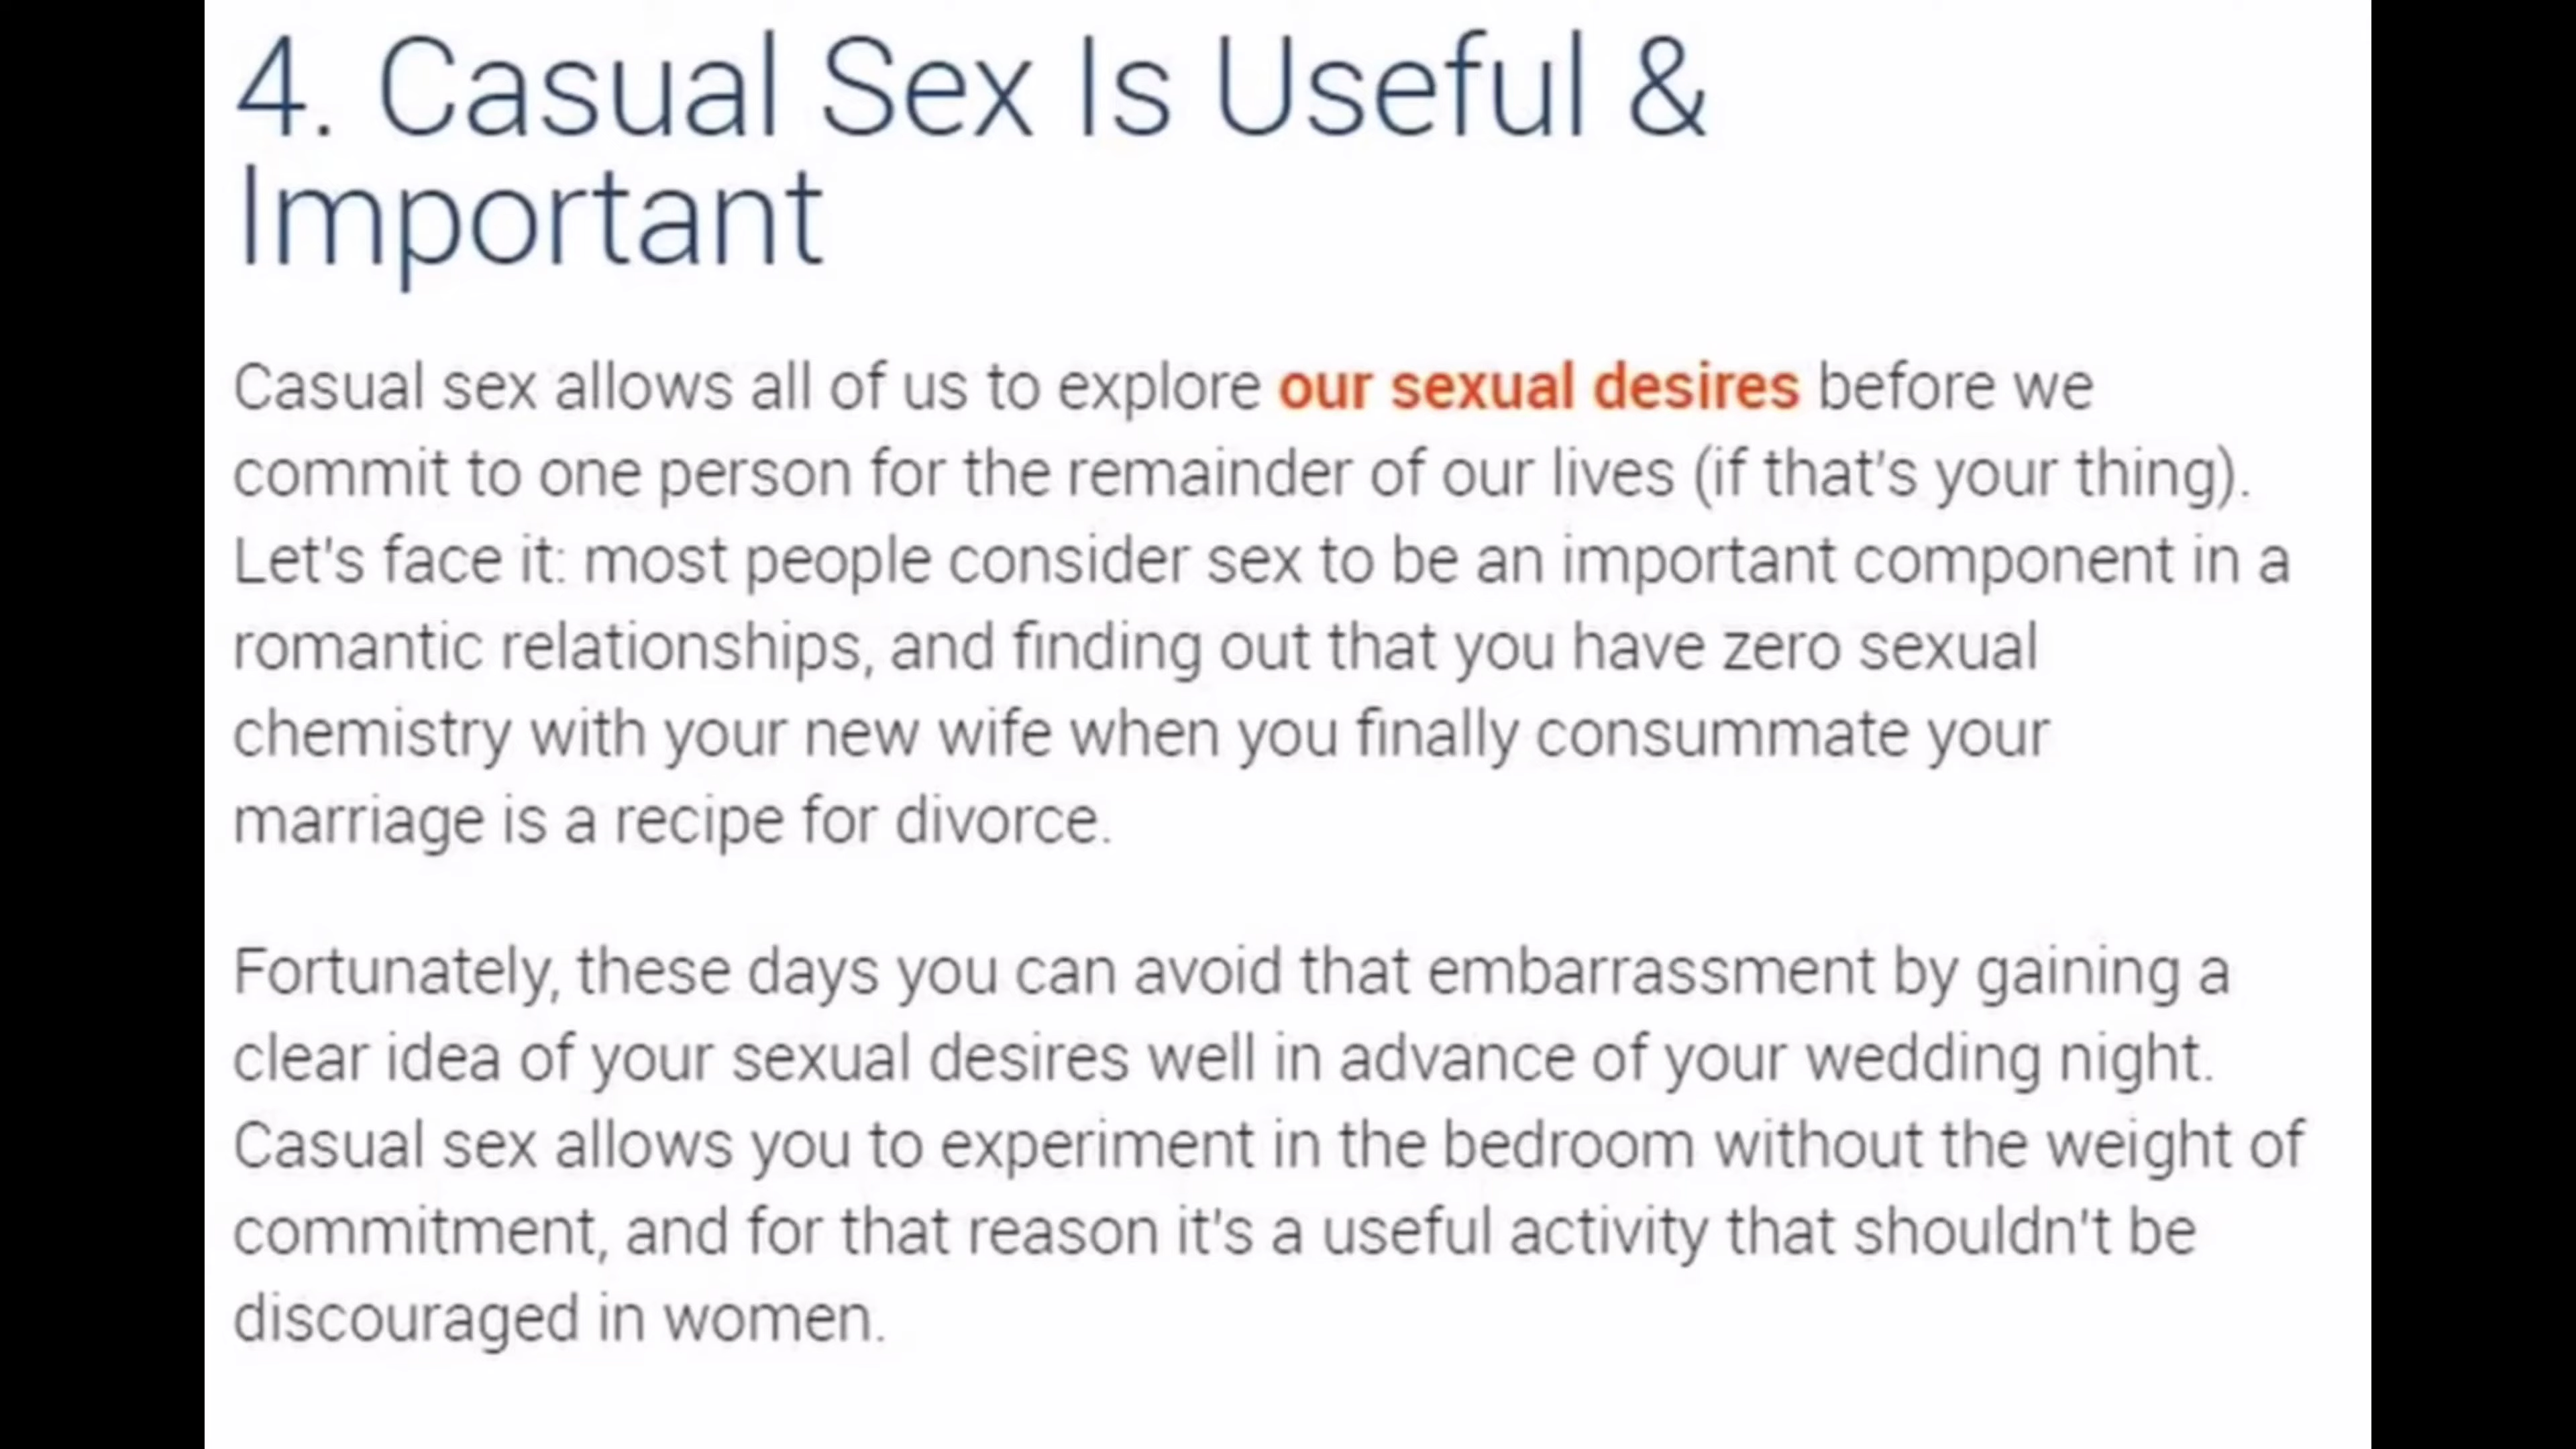 4. Casual Sex Is Useful &
Important
Casual sex allows all of us to explore our sexual desires before we
commit to one person for the remainder of our lives (if that's your thing).
Let's face it: most people consider sex to be an important component in a
romantic relationships, and finding out that you have zero sexual
chemistry with your new wife when you finally consummate your
marriage is a recipe for divorce.
Fortunately, these days you can avoid that embarrassment by gaining a
clear idea of your sexual desires well in advance of your wedding night.
Casual sex allows you to experiment in the bedroom without the weight of
commitment, and for that reason it's a useful activity that shouldn't be
discouraged in women.